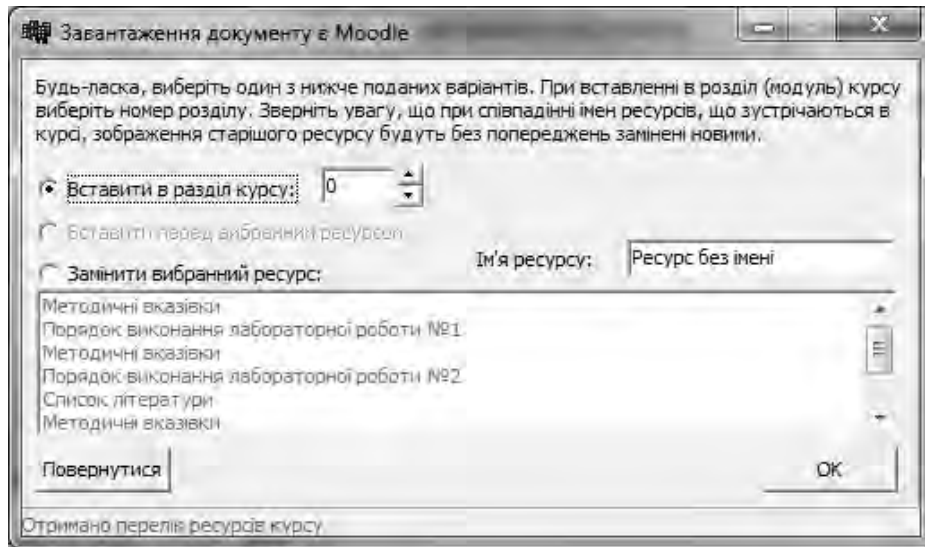 Завантаження документу є Moodle
Будь-ласка, виберіть один з нижче поданих варіантів. При вставленні в розділ (модуль) курсу
виберіть номер розділу. Зверніть увагу, що при співпадінні імен ресурсів, що зустрічаються в
курсі, зображення старішого ресурсу будуть без попереджень замінені новими.
Вставити в разділ курсу: 0
Вставити перед вибранний ресурсом
Ім'я ресурсу: Ресурс без імені
Замінити вибранний ресурс:
Методичні вказівки
Порядок виконання лабораторної роботи №1
Методичні вказівки
Порядок виконання лабораторної роботи №2
Список літератури
Методичні вказівки
Повернутися OK
Отримано перелік ресурсів курсу